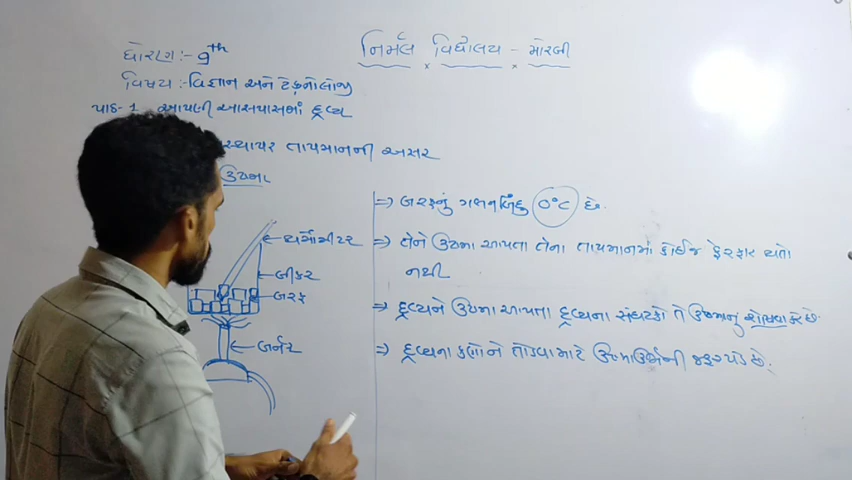 નિર્મલ વિદ્યાલય - મોરબી
ધોરણ :- 9th
વિષય :- વિજ્ઞાન અને ટેકનોલોજી
પાઠ- 1 આપણી આસપાસમાં દ્રવ્ય
તાપમાનની અસર
ઉષ્મા
⇒ બરફનું ગલનબિંદુ 0°C છે.
થર્મોમીટર
⇒ તેને ઉષ્મા આપતા તેના તાપમાનમાં કોઈજ ફેરફાર થતો
નથી
બીકર
બરફ
⇒ દ્રવ્યને ઉષ્મા આપતા દ્રવ્યના સંઘટકો તે ઉષ્માનું શોષણ કરે છે.
બર્નર
⇒ દ્રવ્યના કણોને તોડવા માટે ઉષ્માઉર્જાની જરૂર પડે છે.